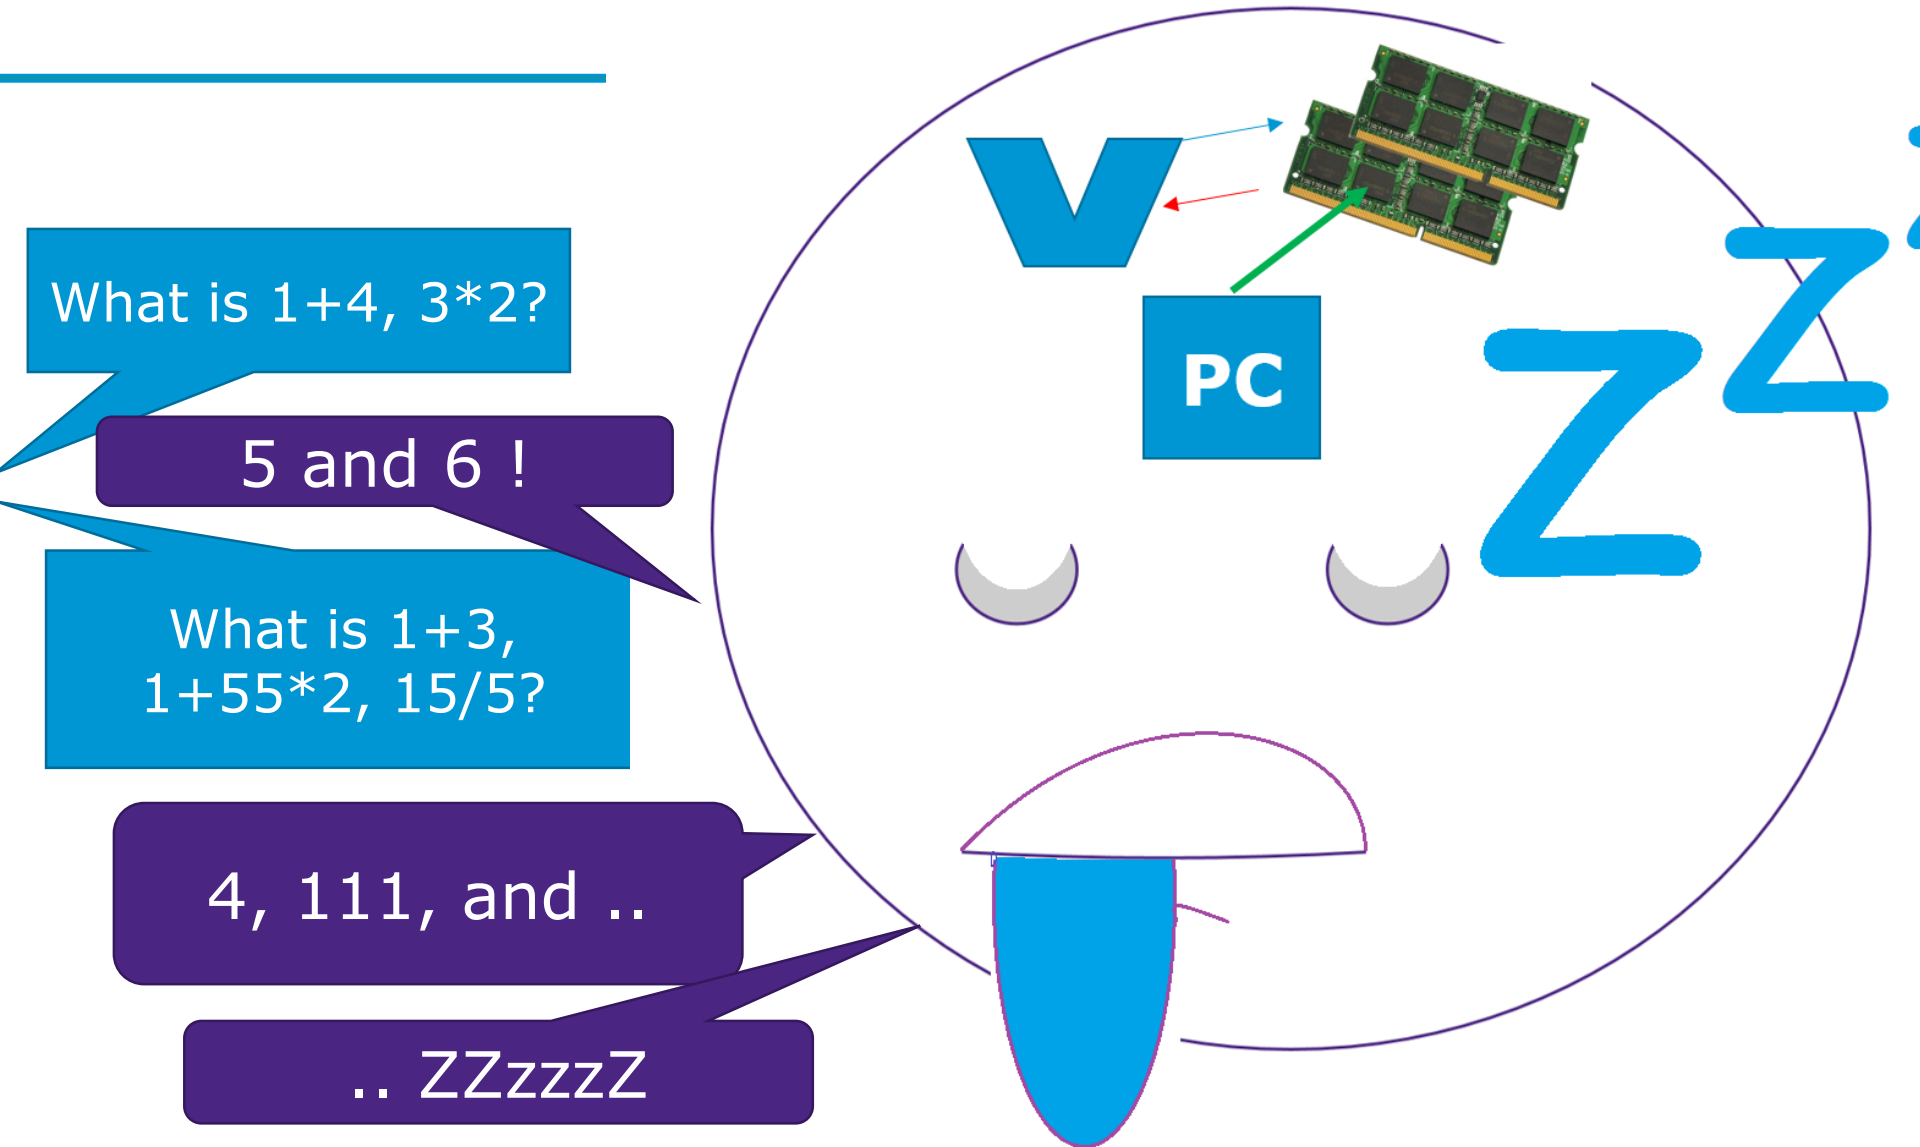 What is 1+4, 3*2?
5 and 6 !
What is 1+3,
1+55*2, 15/5?
4, 111, and ..
.. ZZzzzZ
PC
Z
Z